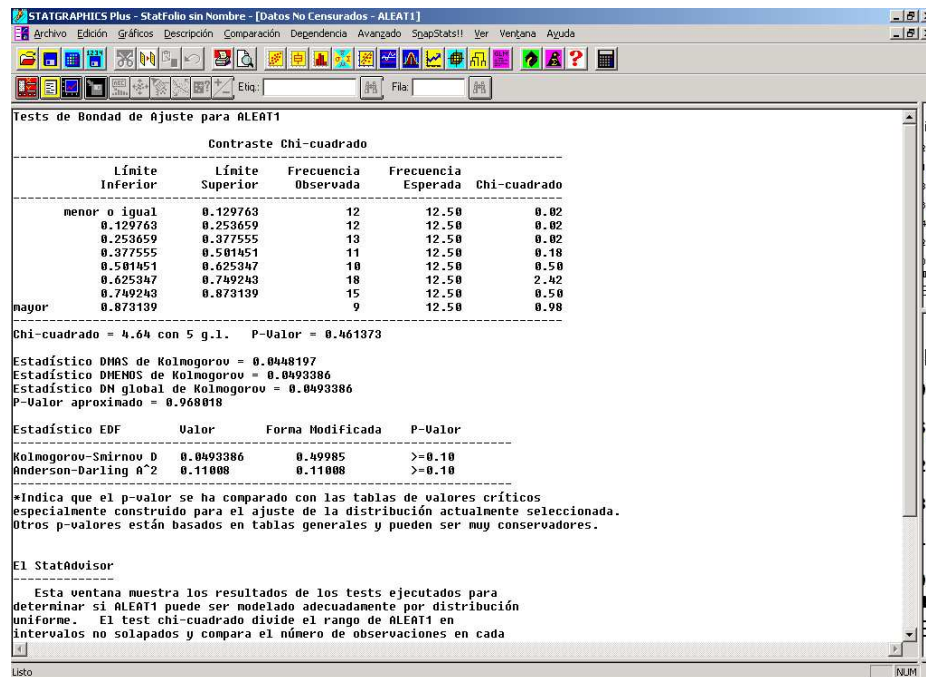 STATGRAPHICS Plus - StatFolio sin Nombre - [Datos No Censurados - ALEAT1]
Archivo Edición Gráficos Descripción Comparación Dependencia Avanzado SnapStats!! Ver Ventana Ayuda
Etiq.: Fila:
Tests de Bondad de Ajuste para ALEAT1
Contraste Chi-cuadrado
Límite Límite Frecuencia Frecuencia
Inferior Superior Observada Esperada Chi-cuadrado
menor o igual 0.129763 12 12.50 0.02
0.129763 0.253659 12 12.50 0.02
0.253659 0.377555 13 12.50 0.02
0.377555 0.501451 11 12.50 0.18
0.501451 0.625347 10 12.50 0.50
0.625347 0.749243 18 12.50 2.42
0.749243 0.873139 15 12.50 0.50
mayor 0.873139 9 12.50 0.98
Chi-cuadrado = 4.64 con 5 g.l. P-Valor = 0.461373
Estadístico DMAS de Kolmogorov = 0.0448197
Estadístico DMENOS de Kolmogorov = 0.0493386
Estadístico DN global de Kolmogorov = 0.0493386
P-Valor aproximado = 0.968018
Estadístico EDF Valor Forma Modificada P-Valor
Kolmogorov-Smirnov D 0.0493386 0.49985 >=0.10
Anderson-Darling A^2 0.11008 0.11008 >=0.10
*Indica que el p-valor se ha comparado con las tablas de valores críticos
especialmente construido para el ajuste de la distribución actualmente seleccionada.
Otros p-valores están basados en tablas generales y pueden ser muy conservadores.
El StatAdvisor
Esta ventana muestra los resultados de los tests ejecutados para
determinar si ALEAT1 puede ser modelado adecuadamente por distribución
uniforme. El test chi-cuadrado divide el rango de ALEAT1 en
intervalos no solapados y compara el número de observaciones en cada
Listo NUM